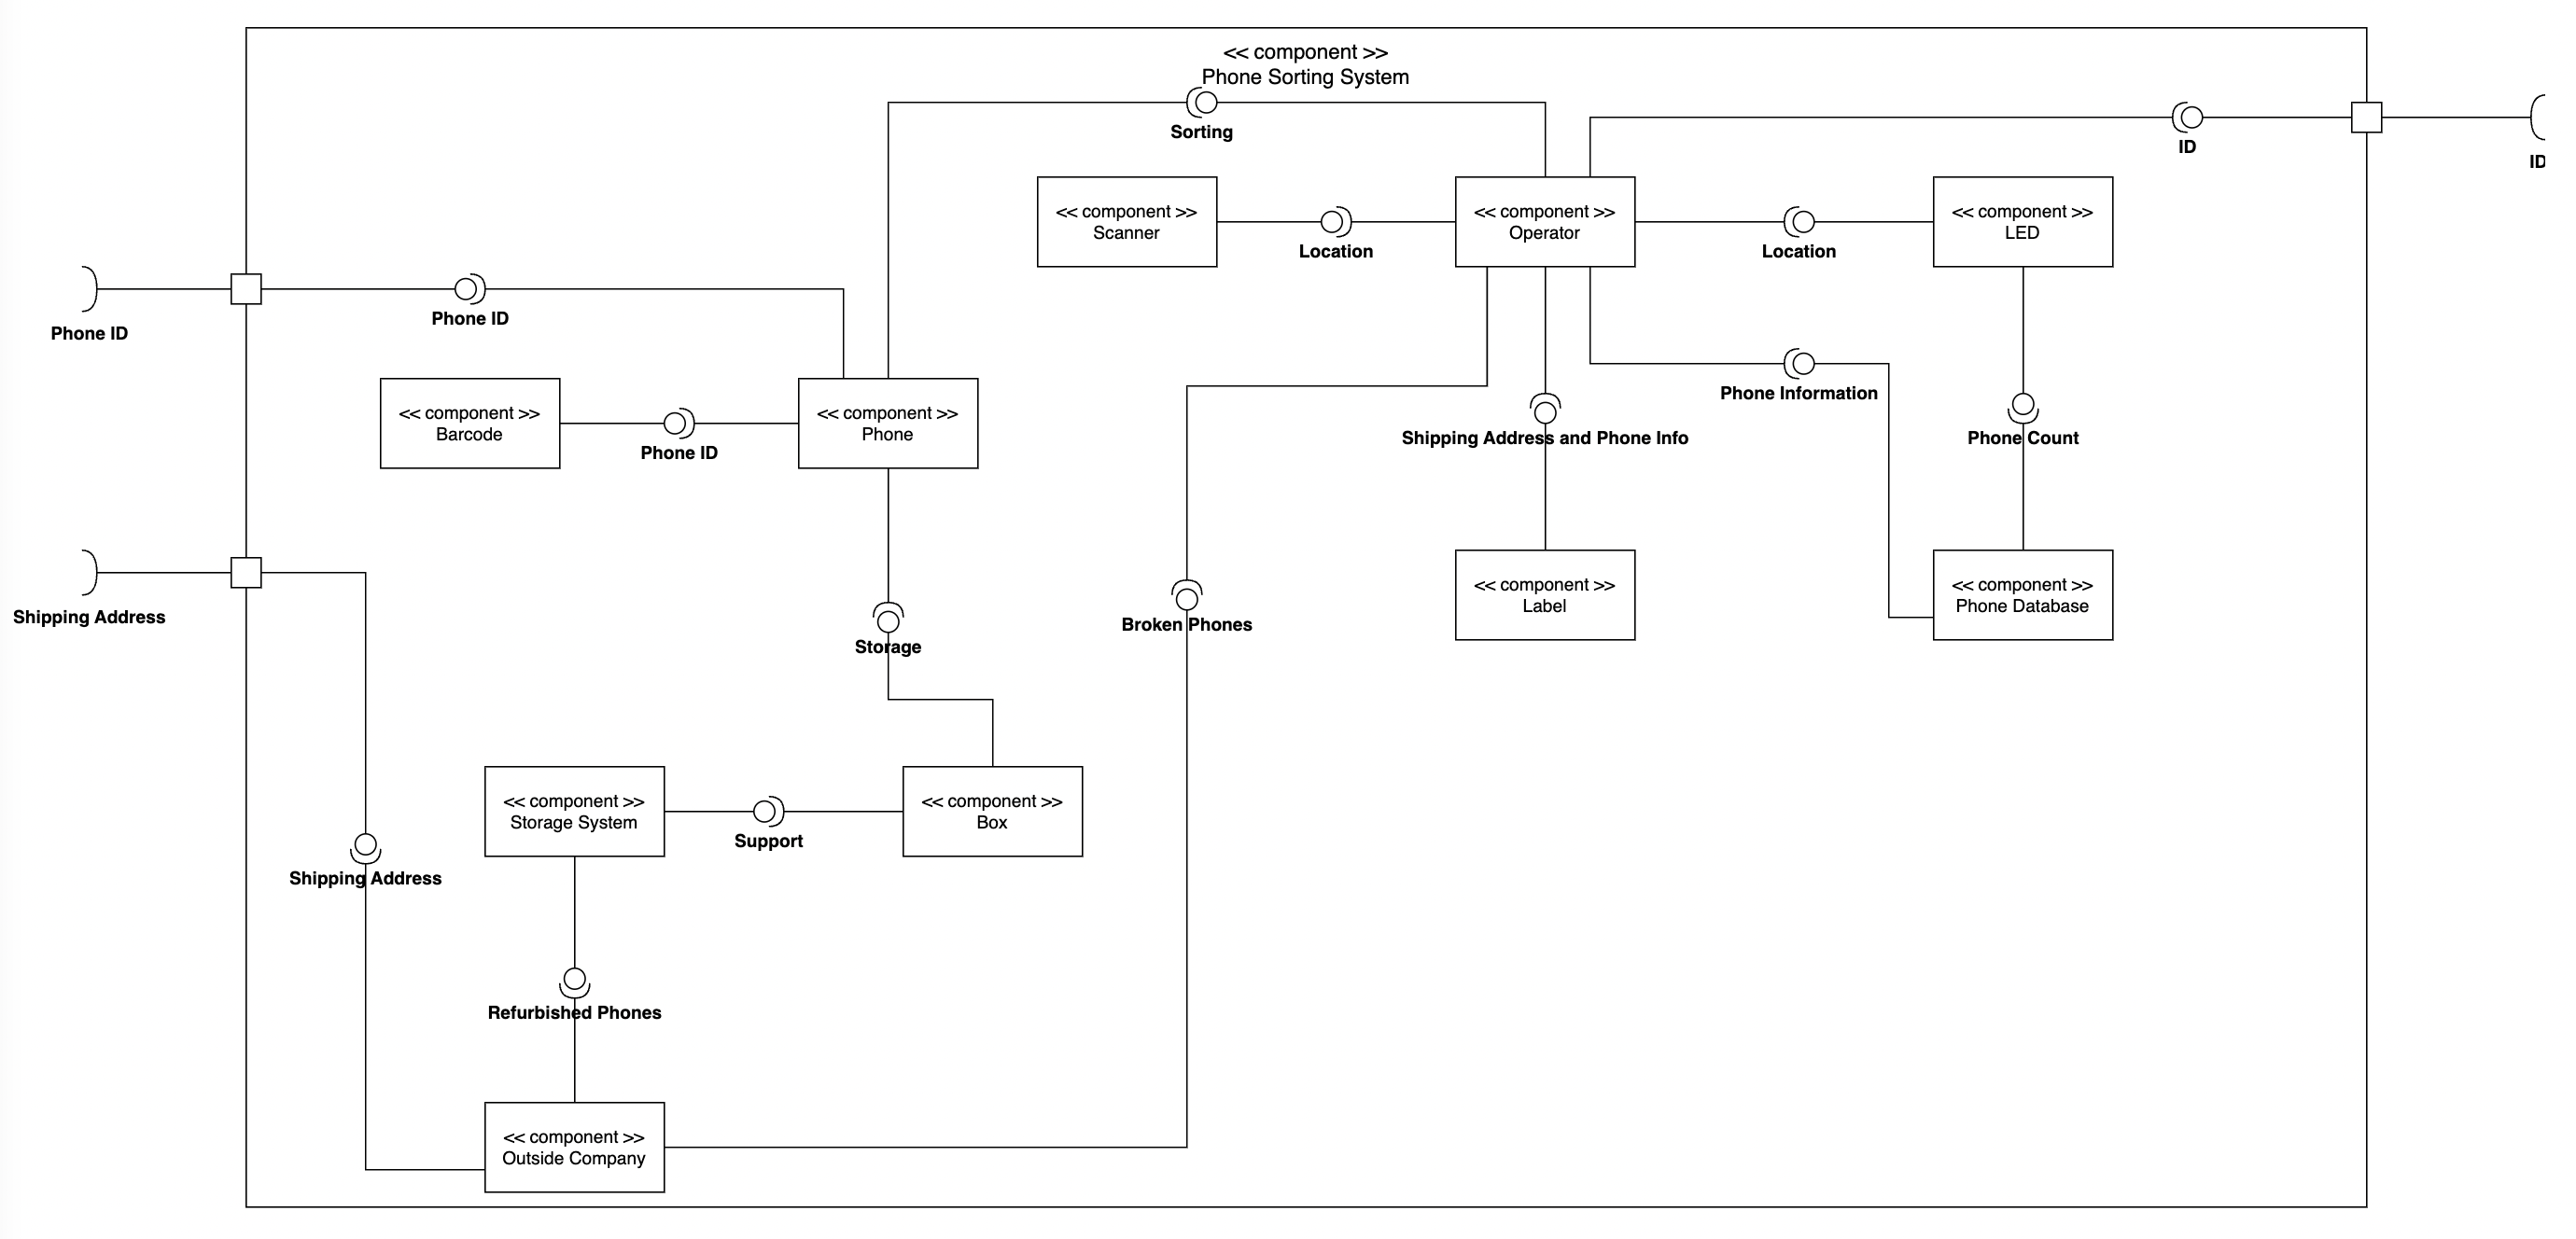 << component >>
Phone Sorting System
Sorting
ID
ID
<< component >>
Scanner
Location
<< component >>
Operator
Location
<< component >>
LED
Phone ID
Phone ID
<< component >>
Barcode
Phone ID
<< component >>
Phone
Phone Information
Shipping Address and Phone Info
Phone Count
<< component >>
Label
<< component >>
Phone Database
Shipping Address
Broken Phones
Storage
<< component >>
Storage System
Support
<< component >>
Box
Shipping Address
Refurbished Phones
<< component >>
Outside Company